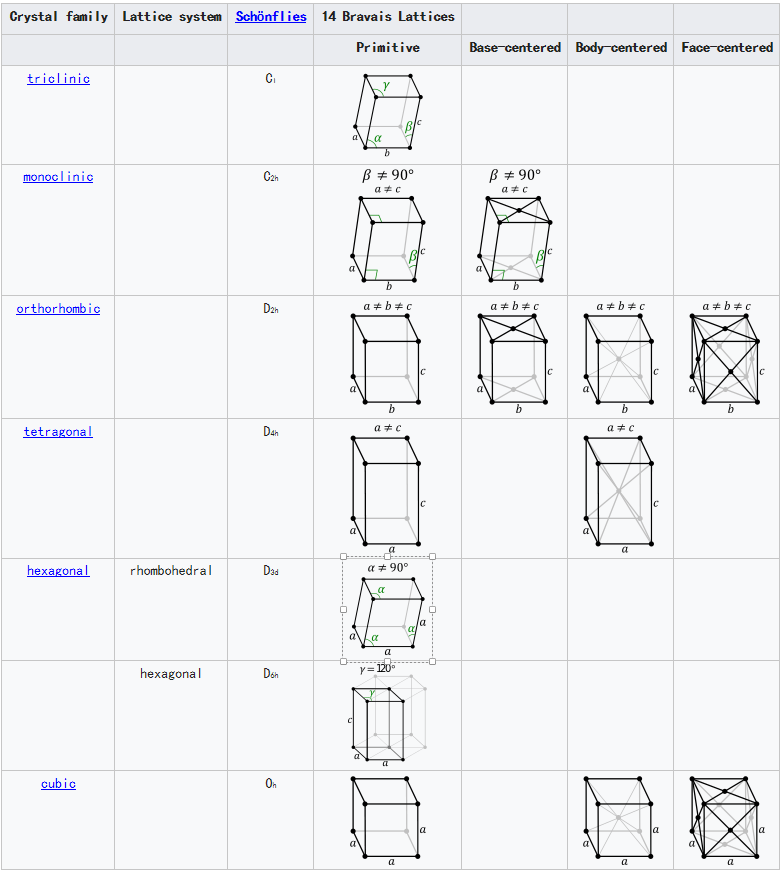 Crystal family Lattice system Schönflies 14 Bravais Lattices
Primitive Base-centered Body-centered Face-centered
triclinic Ci
γ
β c
a α
b
monoclinic C2h β ≠ 90° β ≠ 90°
a ≠ c a ≠ c
a β c a β c
b b
orthorhombic D2h a ≠ b ≠ c a ≠ b ≠ c a ≠ b ≠ c a ≠ b ≠ c
c c c c
a a a a
b b b b
tetragonal D4h a ≠ c a ≠ c
c c
a a
a a
hexagonal rhombohedral D3d α ≠ 90°
α
a α α a
a
hexagonal D6h γ = 120°
γ
c
a
a
cubic Oh
a a a
a a a
a a a